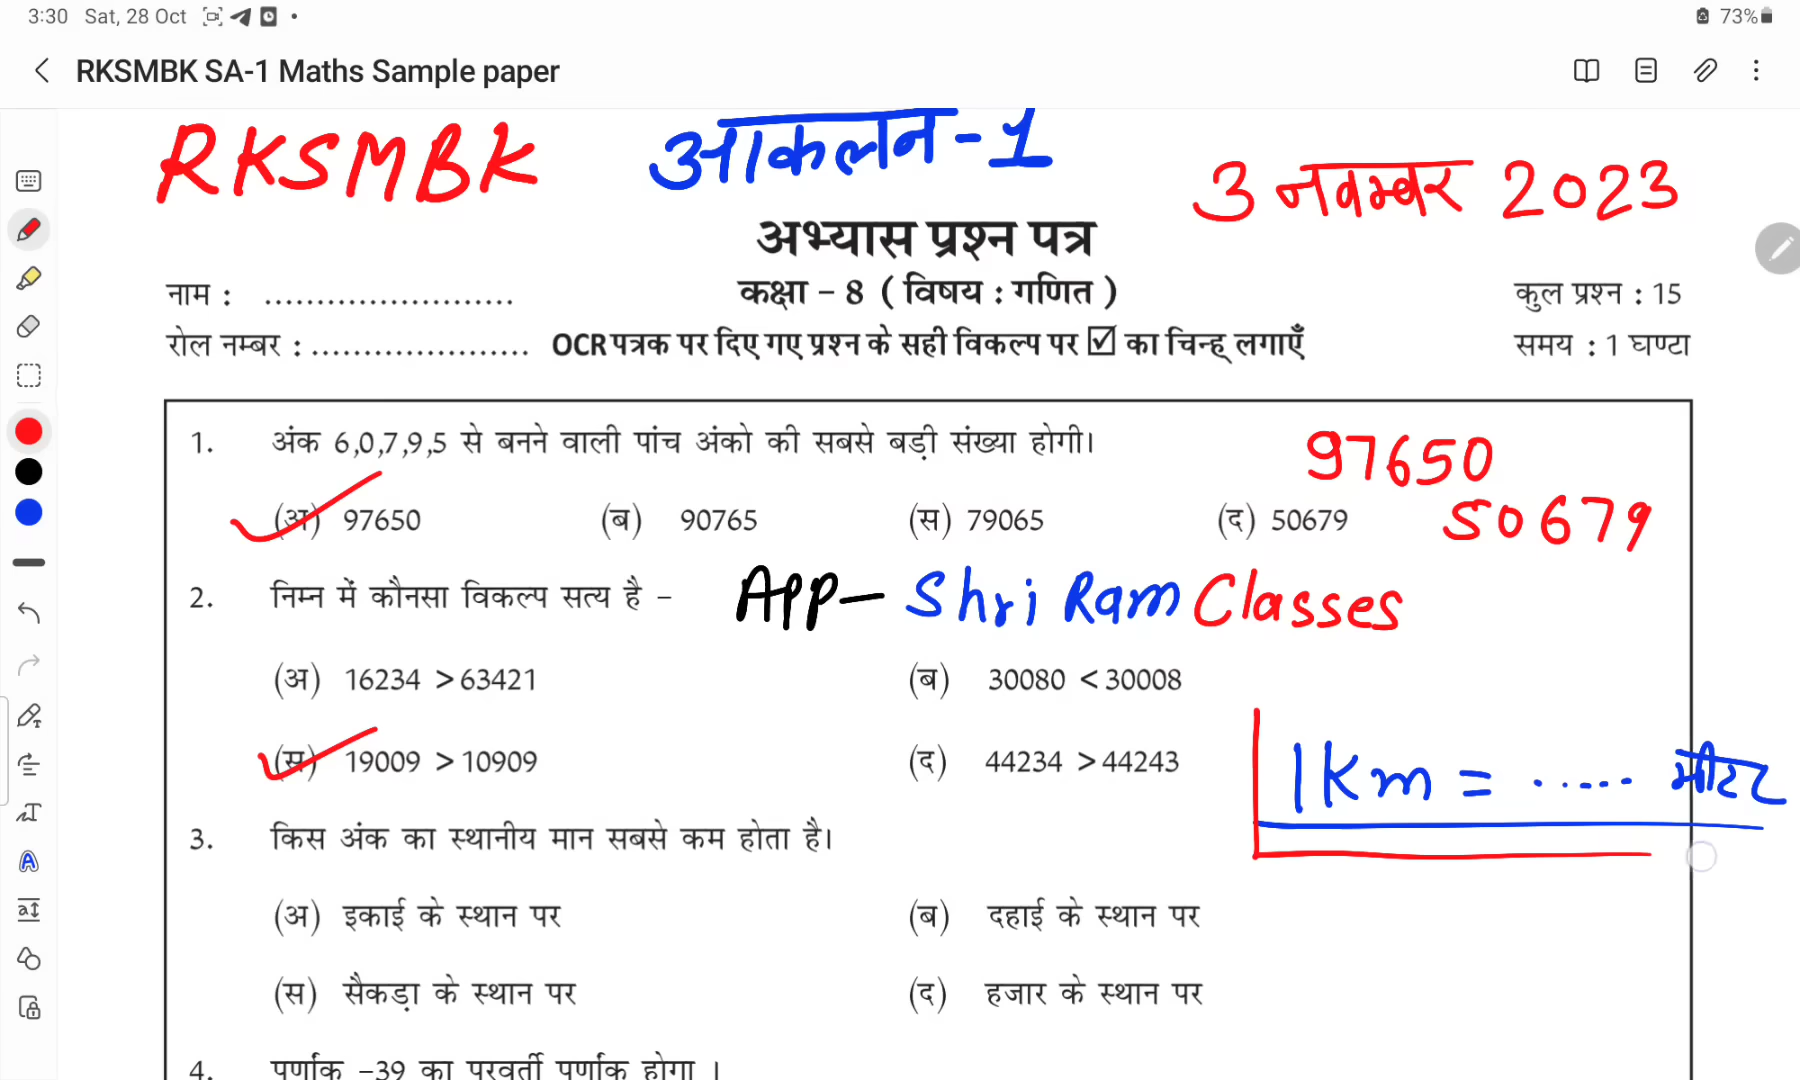 3:30 Sat, 28 Oct 73%
RKSMBK SA-1 Maths Sample paper
RKSMBK आकलन-1 3 नवम्बर 2023
अभ्यास प्रश्न पत्र
नाम : ........................ कक्षा - 8 ( विषय : गणित ) कुल प्रश्न : 15
रोल नम्बर : ..................... OCR पत्रक पर दिए गए प्रश्न के सही विकल्प पर ☑ का चिन्ह् लगाएँ समय : 1 घण्टा
1. अंक 6,0,7,9,5 से बनने वाली पांच अंको की सबसे बड़ी संख्या होगी। 97650
(अ) 97650 (ब) 90765 (स) 79065 (द) 50679 50679
2. निम्न में कौनसा विकल्प सत्य है - App- Shri Ram Classes
(अ) 16234 > 63421 (ब) 30080 < 30008
(स) 19009 > 10909 (द) 44234 > 44243 1Km = ...... मीटर
3. किस अंक का स्थानीय मान सबसे कम होता है।
(अ) इकाई के स्थान पर (ब) दहाई के स्थान पर
(स) सैकड़ा के स्थान पर (द) हजार के स्थान पर
4. पूर्णांक -39 का परवर्ती पूर्णांक होगा ।